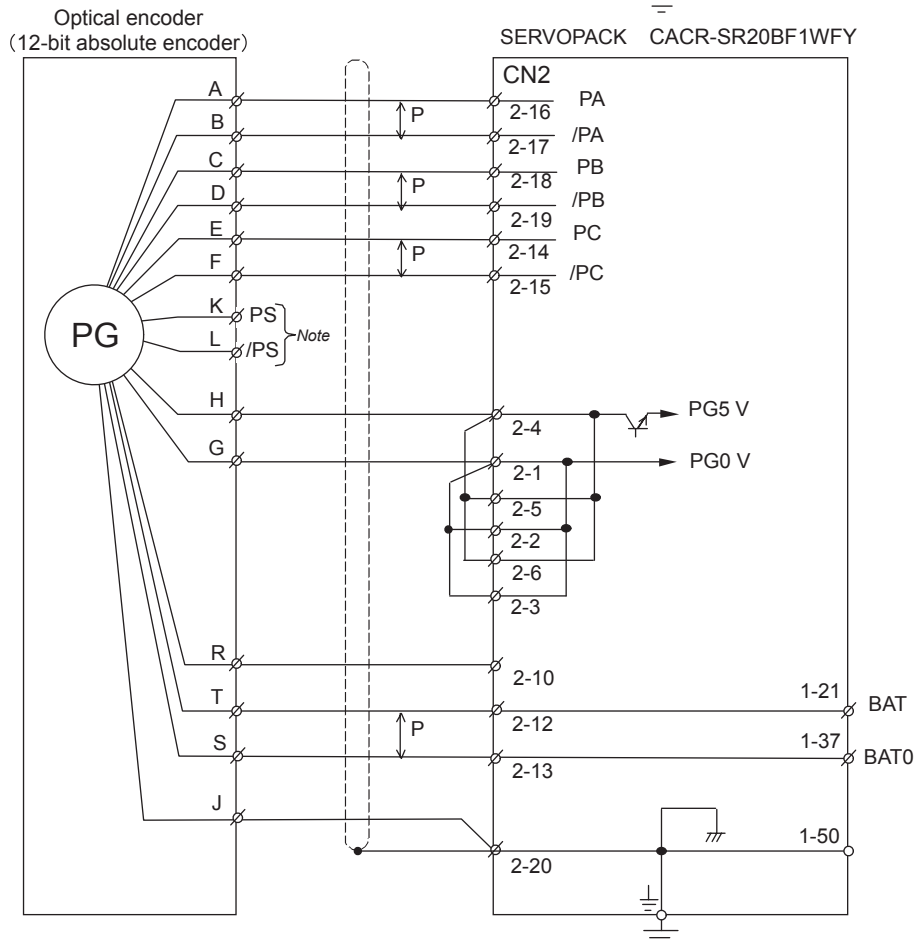 Optical encoder
(12-bit absolute encoder)
SERVOPACK CACR-SR20BF1WFY
CN2
A
P
2-16
PA
B
2-17
/PA
C
P
2-18
PB
D
2-19
/PB
E
P
2-14
PC
F
2-15
/PC
K
PS
Note
L
/PS
PG
H
2-4
PG5 V
G
2-1
PG0 V
2-5
2-2
2-6
2-3
R
2-10
T
P
2-12
1-21
BAT
S
2-13
1-37
BAT0
J
2-20
1-50